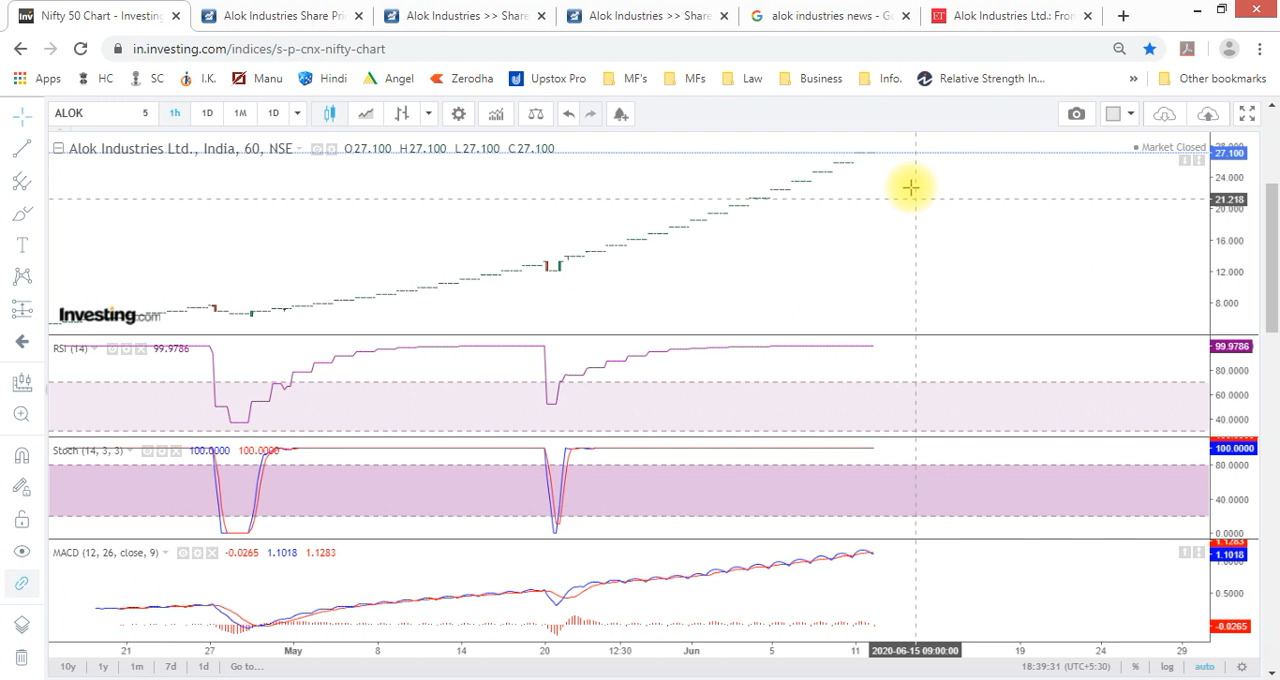 Nifty 50 Chart - Investing
Alok Industries Share Pri
Alok Industries >> Share
Alok Industries >> Share
alok industries news - Go
Alok Industries Ltd.: From
in.investing.com/indices/s-p-cnx-nifty-chart
Apps HC SC I.K. Manu Hindi Angel Zerodha Upstox Pro MF's MFs Law Business Info. Relative Strength In... » Other bookmarks
ALOK 5 1h 1D 1M 1D
Alok Industries Ltd., India, 60, NSE O27.100 H27.100 L27.100 C27.100
Market Closed
27.100
24.000
21.218
20.000
16.000
12.000
8.000
Investing.com
RSI (14) 99.9786
99.9786
80.0000
60.0000
40.0000
Stoch (14, 3, 3) 100.0000 100.0000
100.0000
80.0000
40.0000
0.0000
MACD (12, 26, close, 9) -0.0265 1.1018 1.1283
1.1283
1.1018
0.5000
-0.0265
21 27 May 8 14 20 12:30 Jun 5 11 2020-06-15 09:00:00 19 24 29
10y 1y 1m 7d 1d Go to... 18:39:31 (UTC+5:30) % log auto